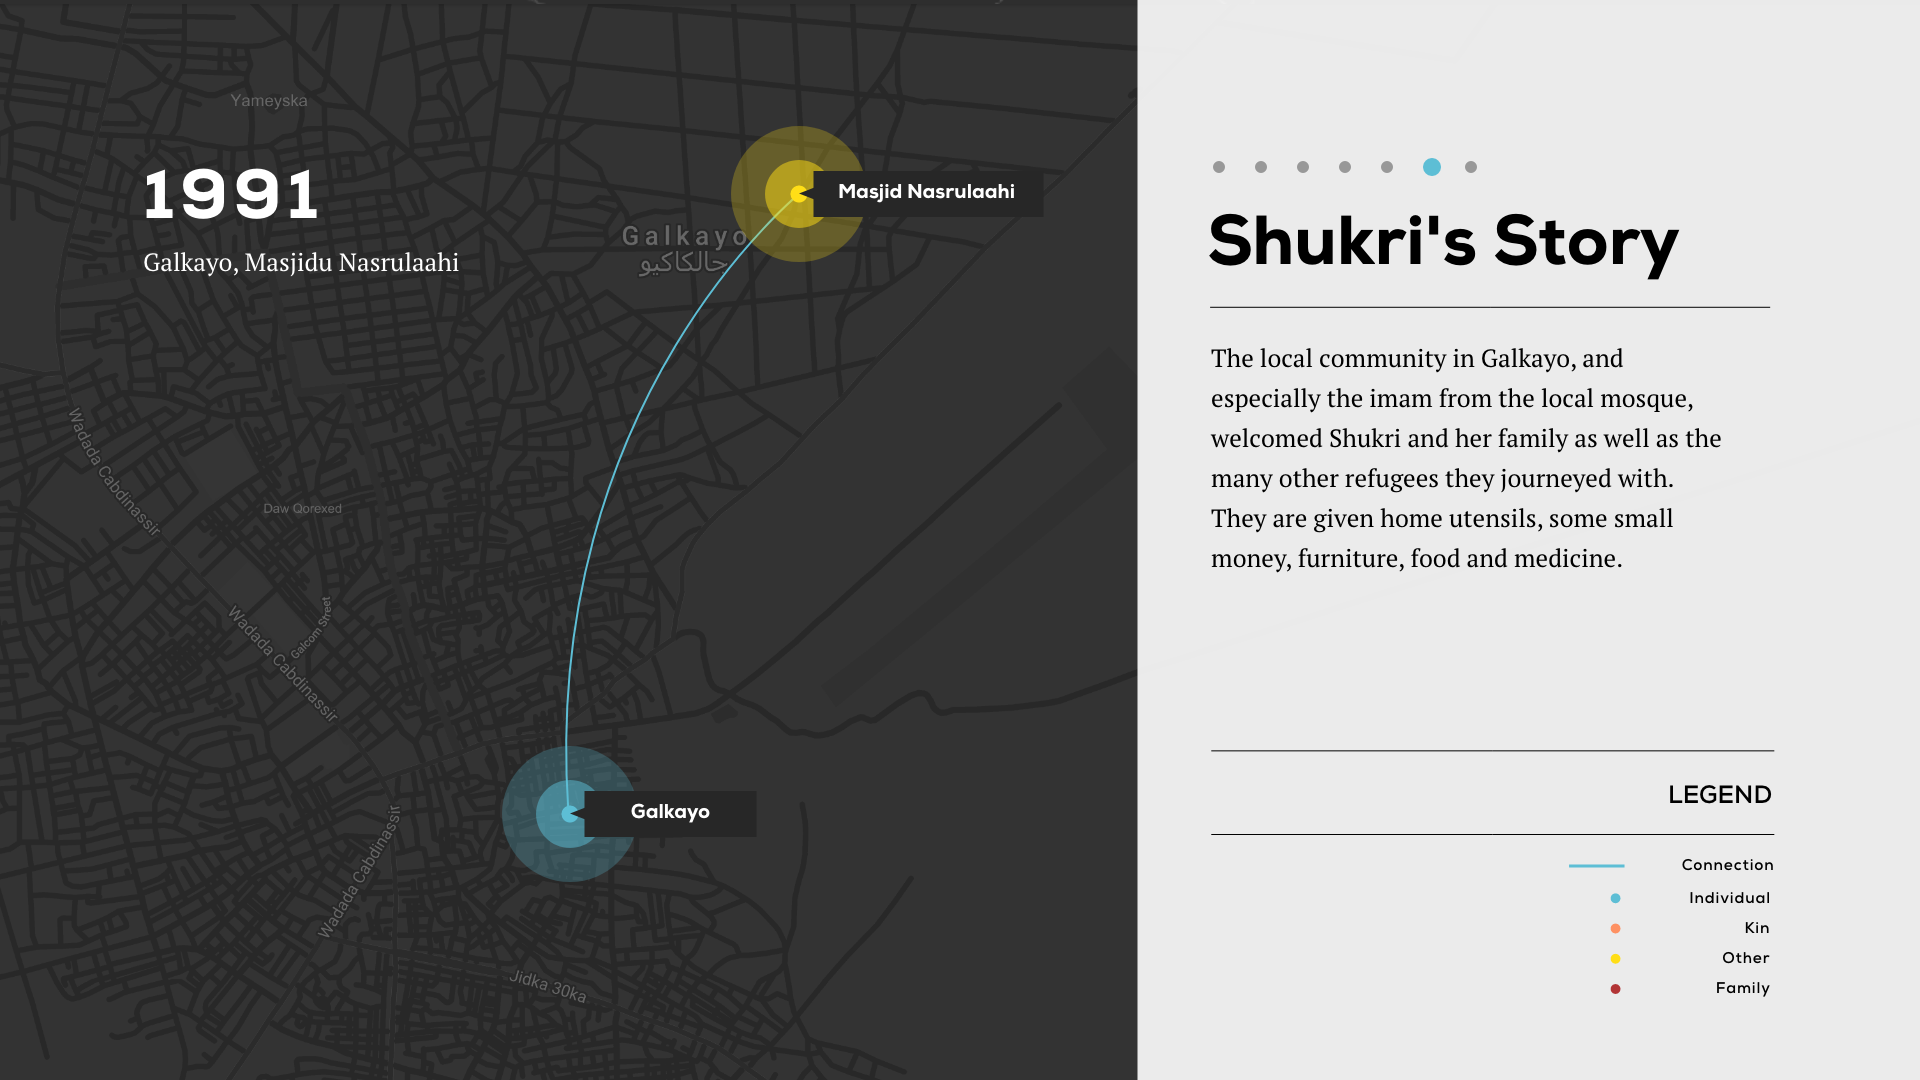 Yameyska
1991
Galkayo, Masjidu Nasrulaahi
Masjid Nasrulaahi
Galkayo
جالكاكيو
Wadada Cabdinassir
Daw Qorexed
Galcom Street
Wadada Cabdinassir
Galkayo
Wadada Cabdinassir
Jidka 30ka
Shukri's Story
The local community in Galkayo, and
especially the imam from the local mosque,
welcomed Shukri and her family as well as the
many other refugees they journeyed with.
They are given home utensils, some small
money, furniture, food and medicine.
LEGEND
Connection
Individual
Kin
Other
Family